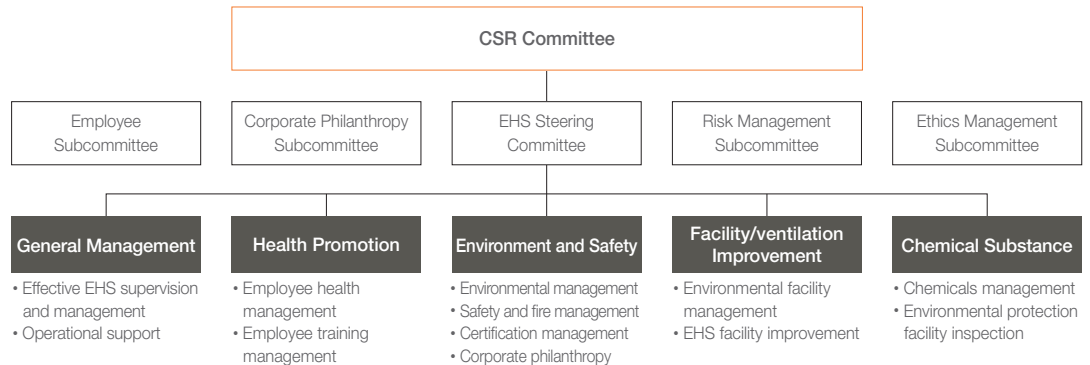 CSR Committee
Employee
Subcommittee
Corporate Philanthropy
Subcommittee
EHS Steering
Committee
Risk Management
Subcommittee
Ethics Management
Subcommittee
General Management
Health Promotion
Environment and Safety
Facility/ventilation
Improvement
Chemical Substance
• Effective EHS supervision
and management
• Operational support
• Employee health
management
• Employee training
management
• Environmental management
• Safety and fire management
• Certification management
• Corporate philanthropy
• Environmental facility
management
• EHS facility improvement
• Chemicals management
• Environmental protection
facility inspection